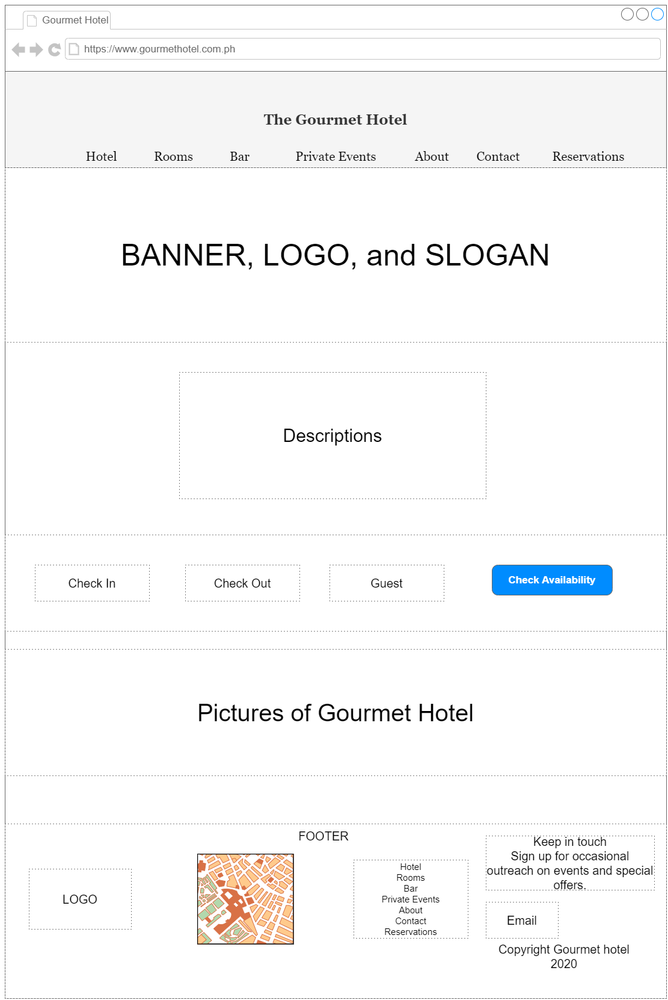 Gourmet Hotel
https://www.gourmethotel.com.ph
The Gourmet Hotel
Hotel Rooms Bar Private Events About Contact Reservations
BANNER, LOGO, and SLOGAN
Descriptions
Check In Check Out Guest Check Availability
Pictures of Gourmet Hotel
FOOTER
LOGO
Hotel
Rooms
Bar
Private Events
About
Contact
Reservations
Keep in touch
Sign up for occasional
outreach on events and special
offers.
Email
Copyright Gourmet hotel
2020